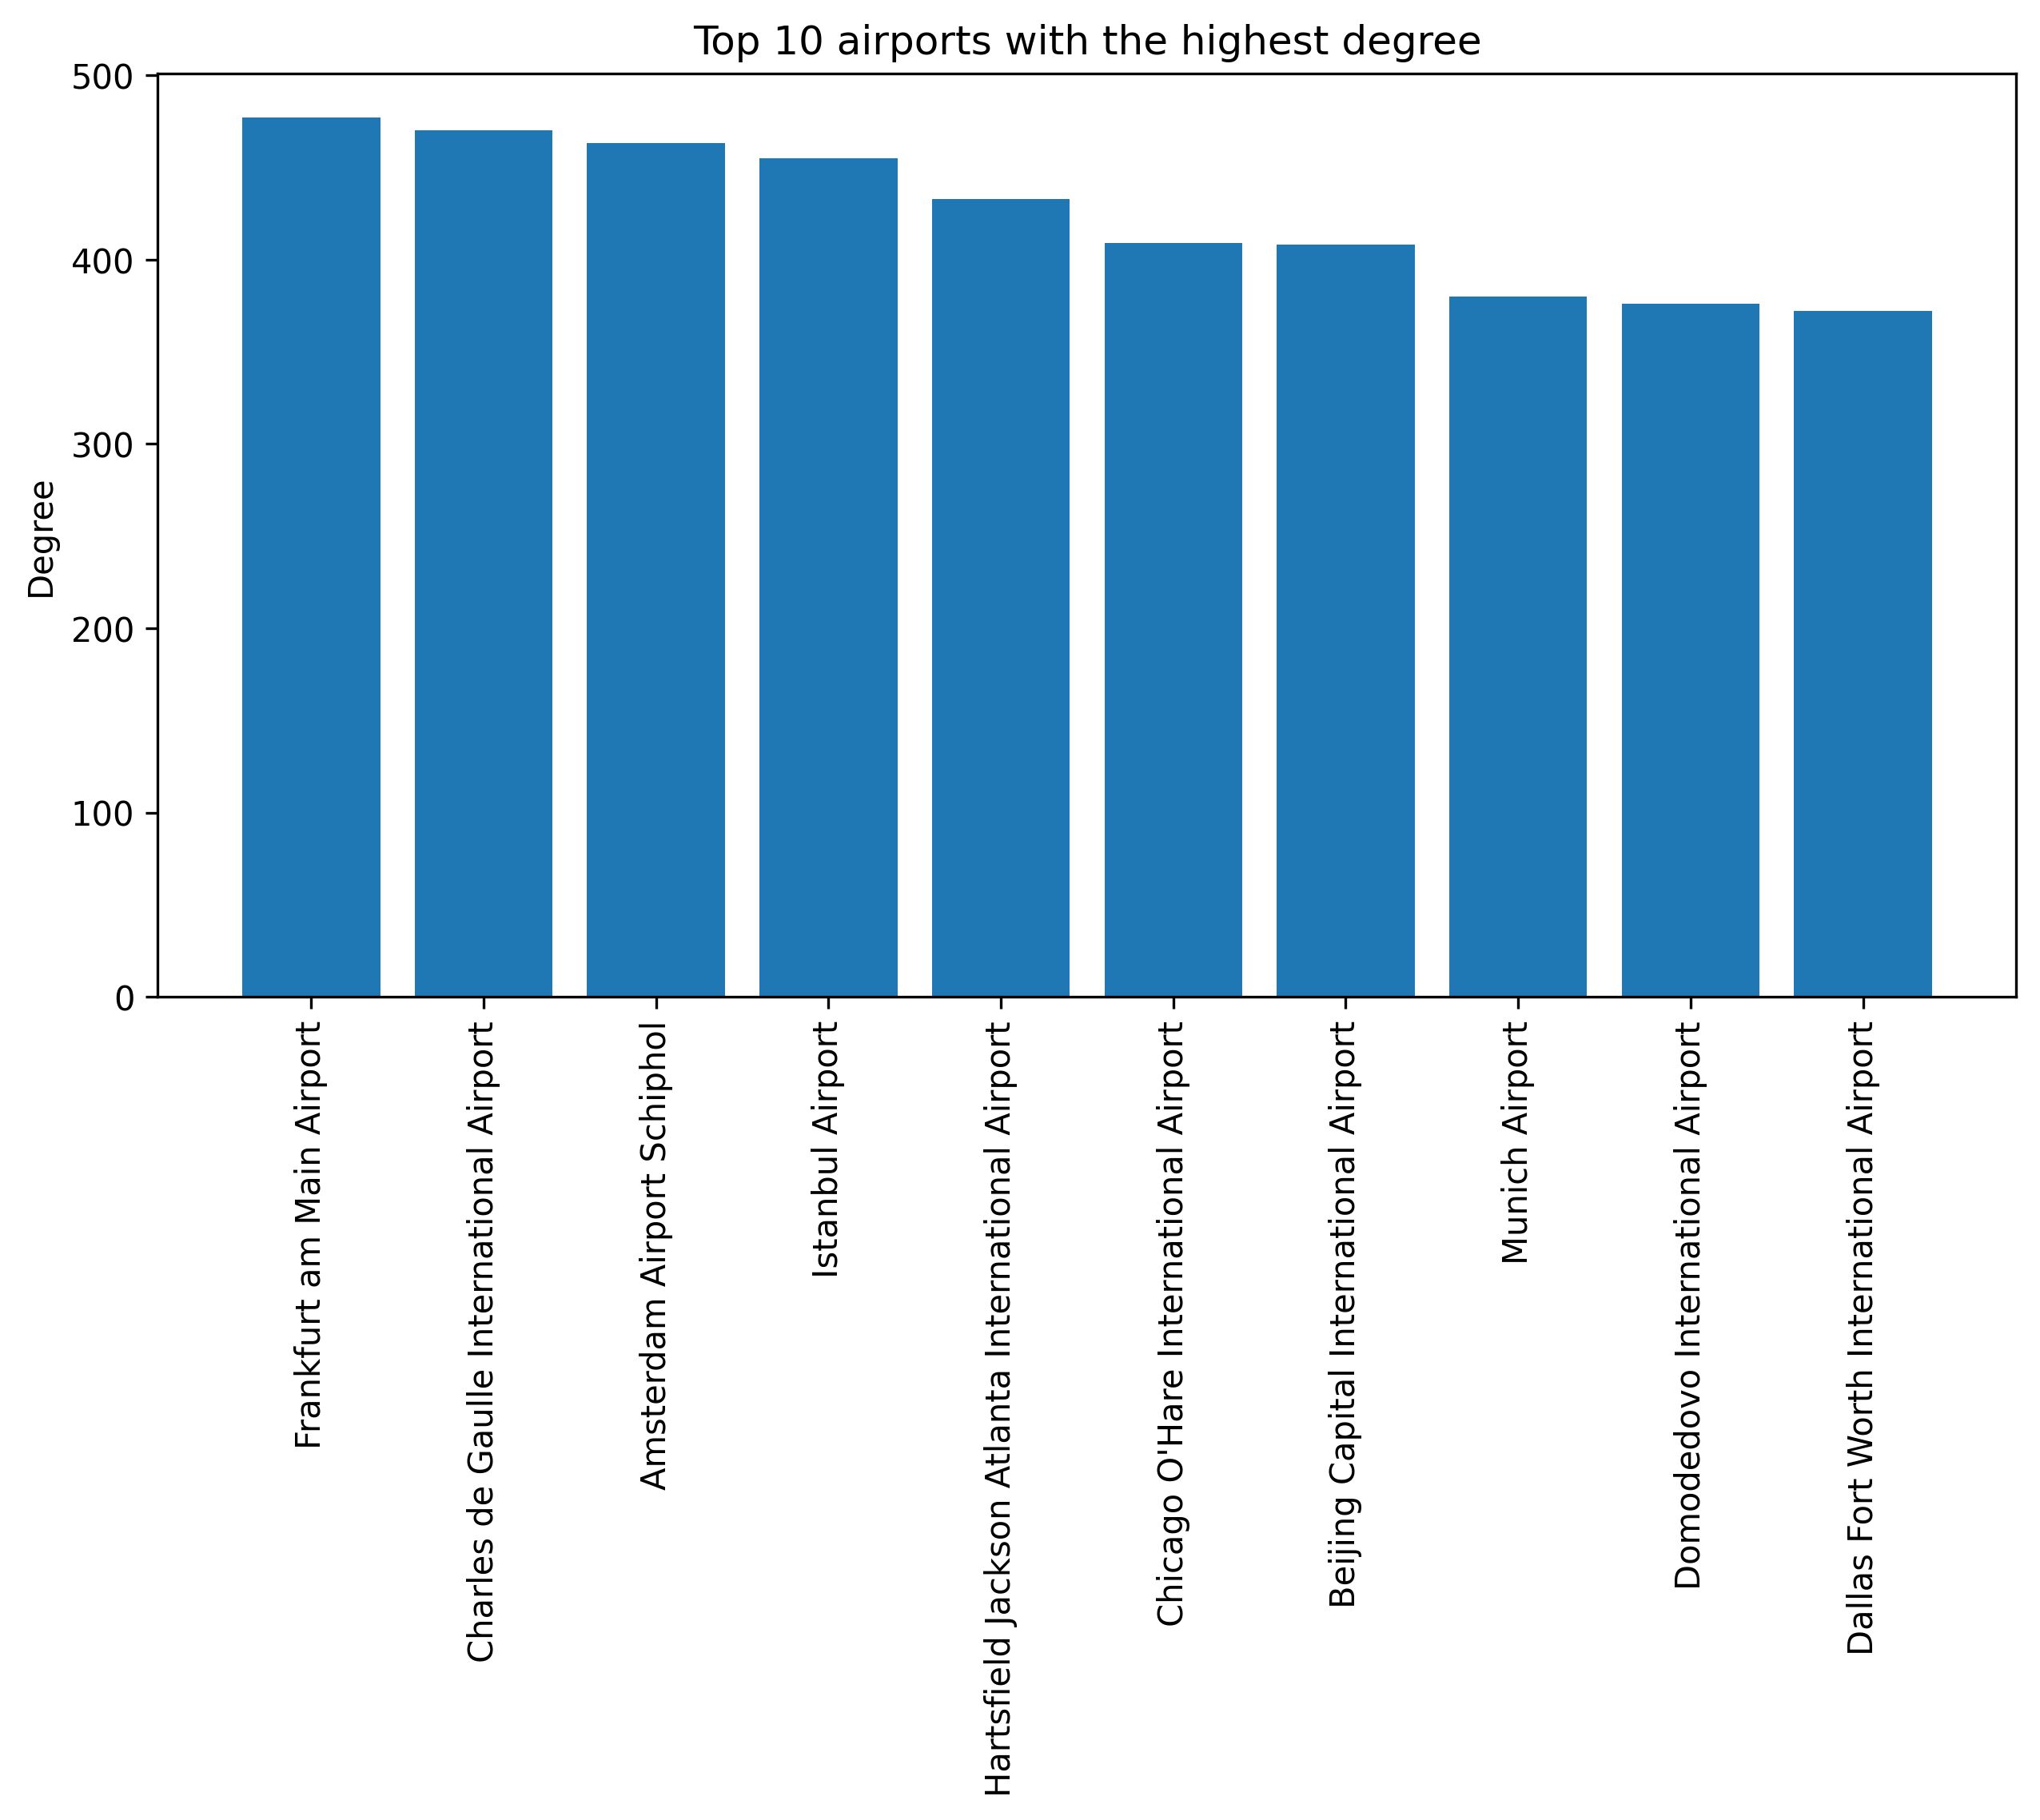 Top 10 airports with the highest degree
500
400
300
200
100
0
Degree
Frankfurt am Main Airport
Charles de Gaulle International Airport
Amsterdam Airport Schiphol
Istanbul Airport
Hartsfield Jackson Atlanta International Airport
Chicago O'Hare International Airport
Beijing Capital International Airport
Munich Airport
Domodedovo International Airport
Dallas Fort Worth International Airport